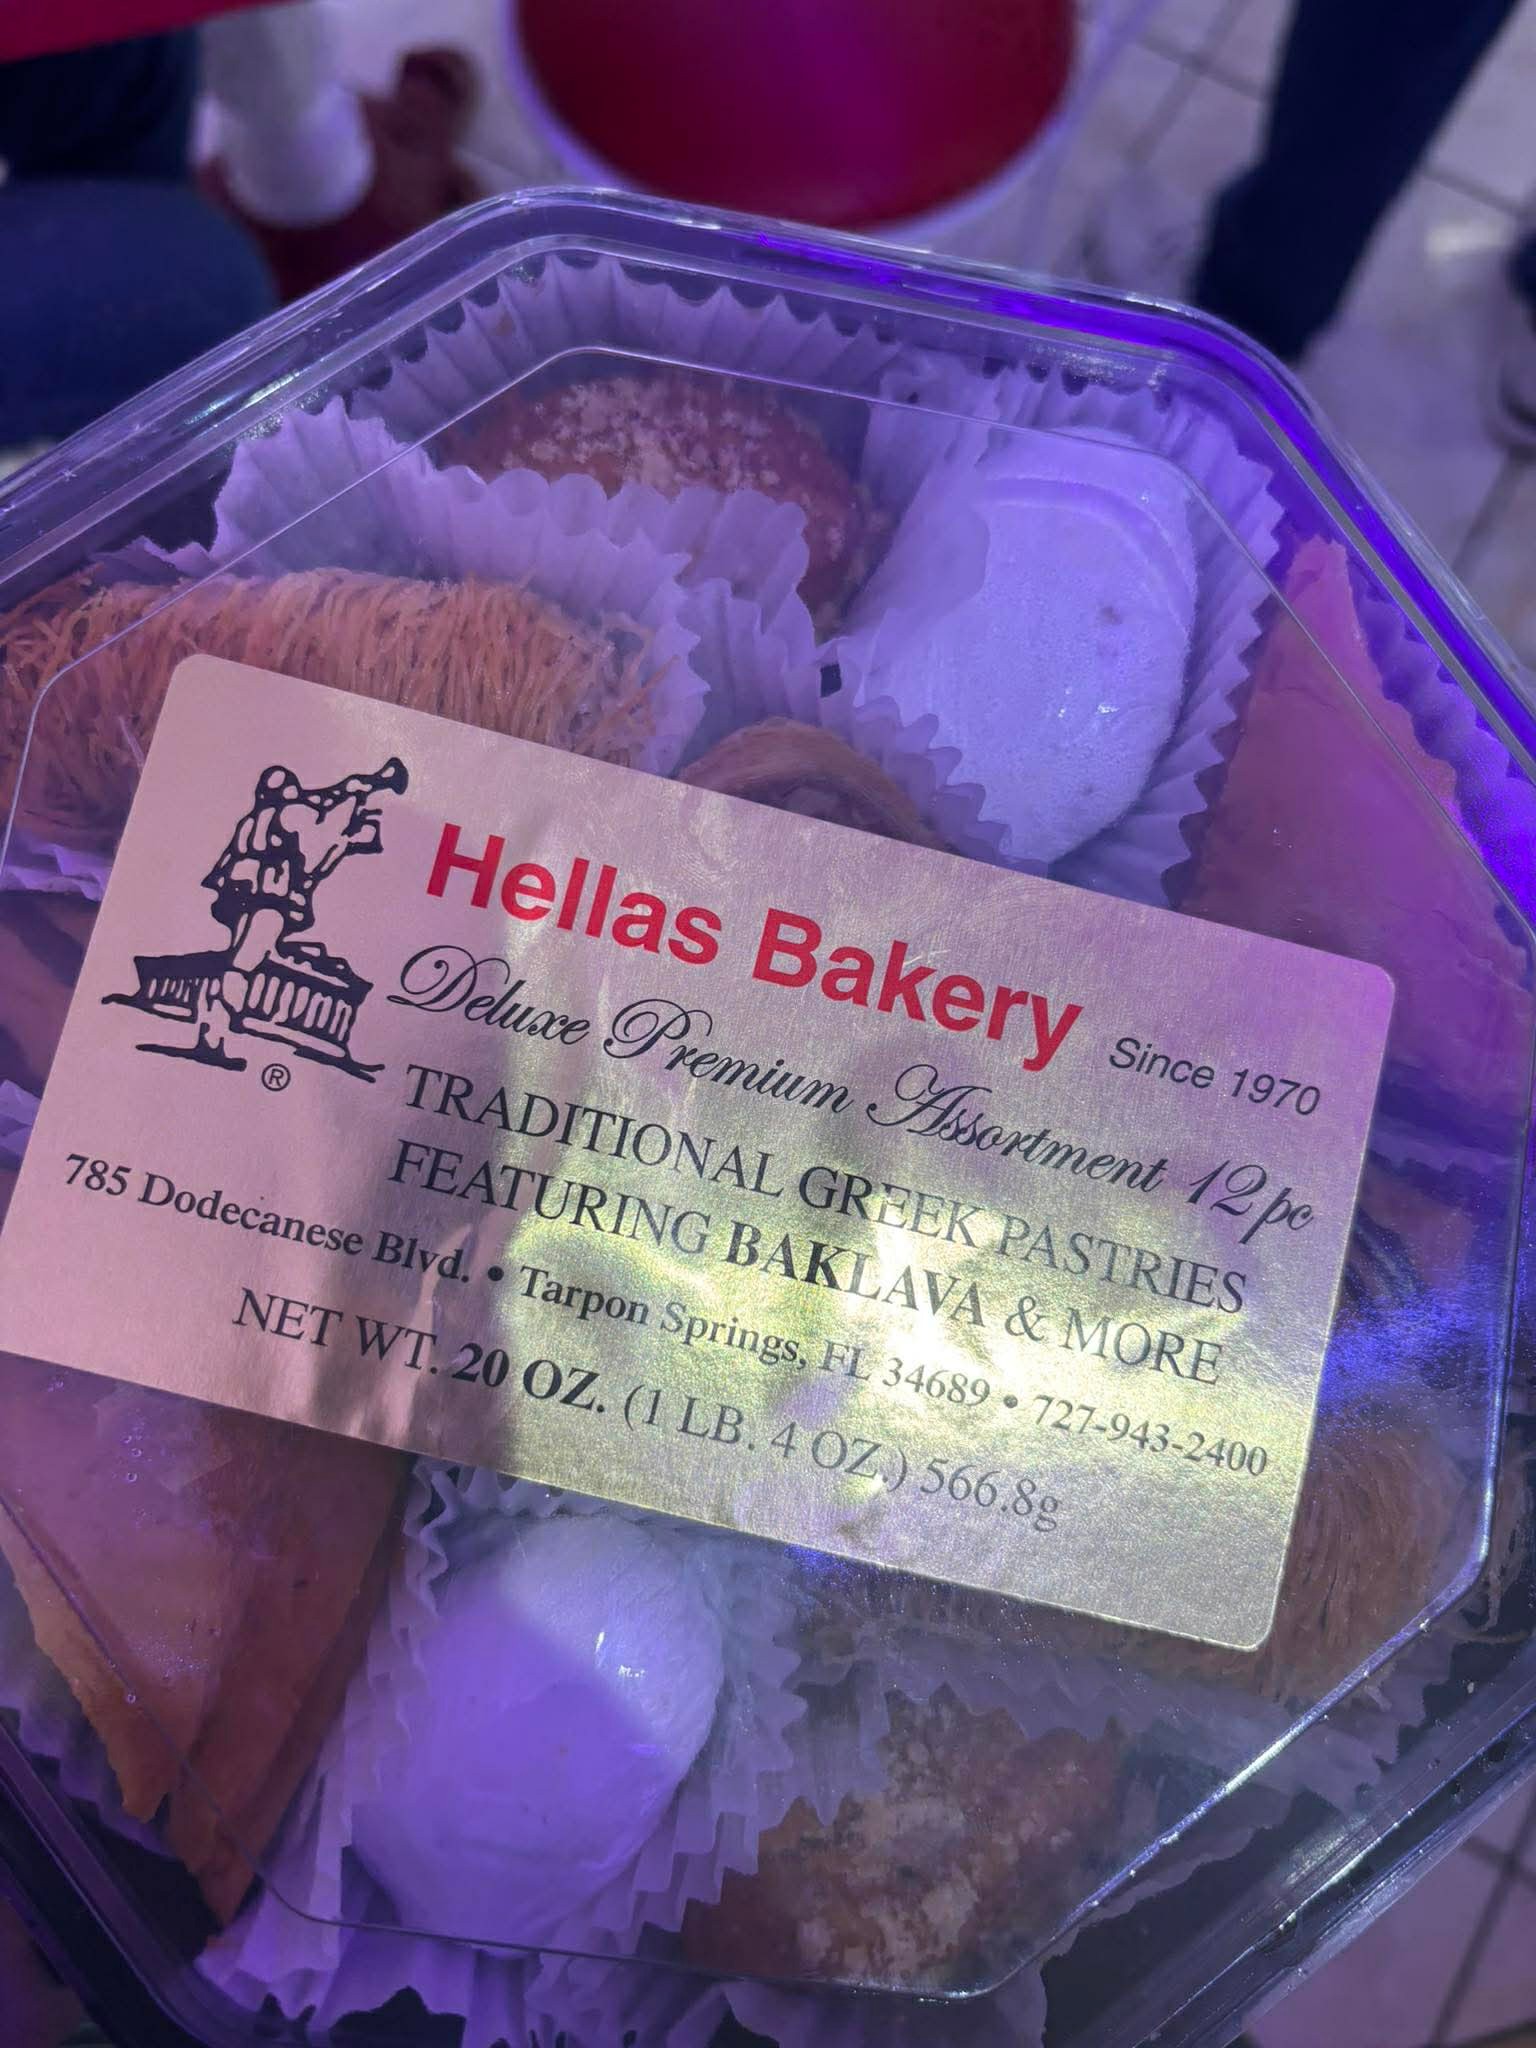 Hellas Bakery Since 1970
Deluxe Premium Assortment 12pc
TRADITIONAL GREEK PASTRIES
FEATURING BAKLAVA & MORE
785 Dodecanese Blvd. • Tarpon Springs, FL 34689 • 727-943-2400
NET WT. 20 OZ. (1 LB. 4 OZ.) 566.8g
®